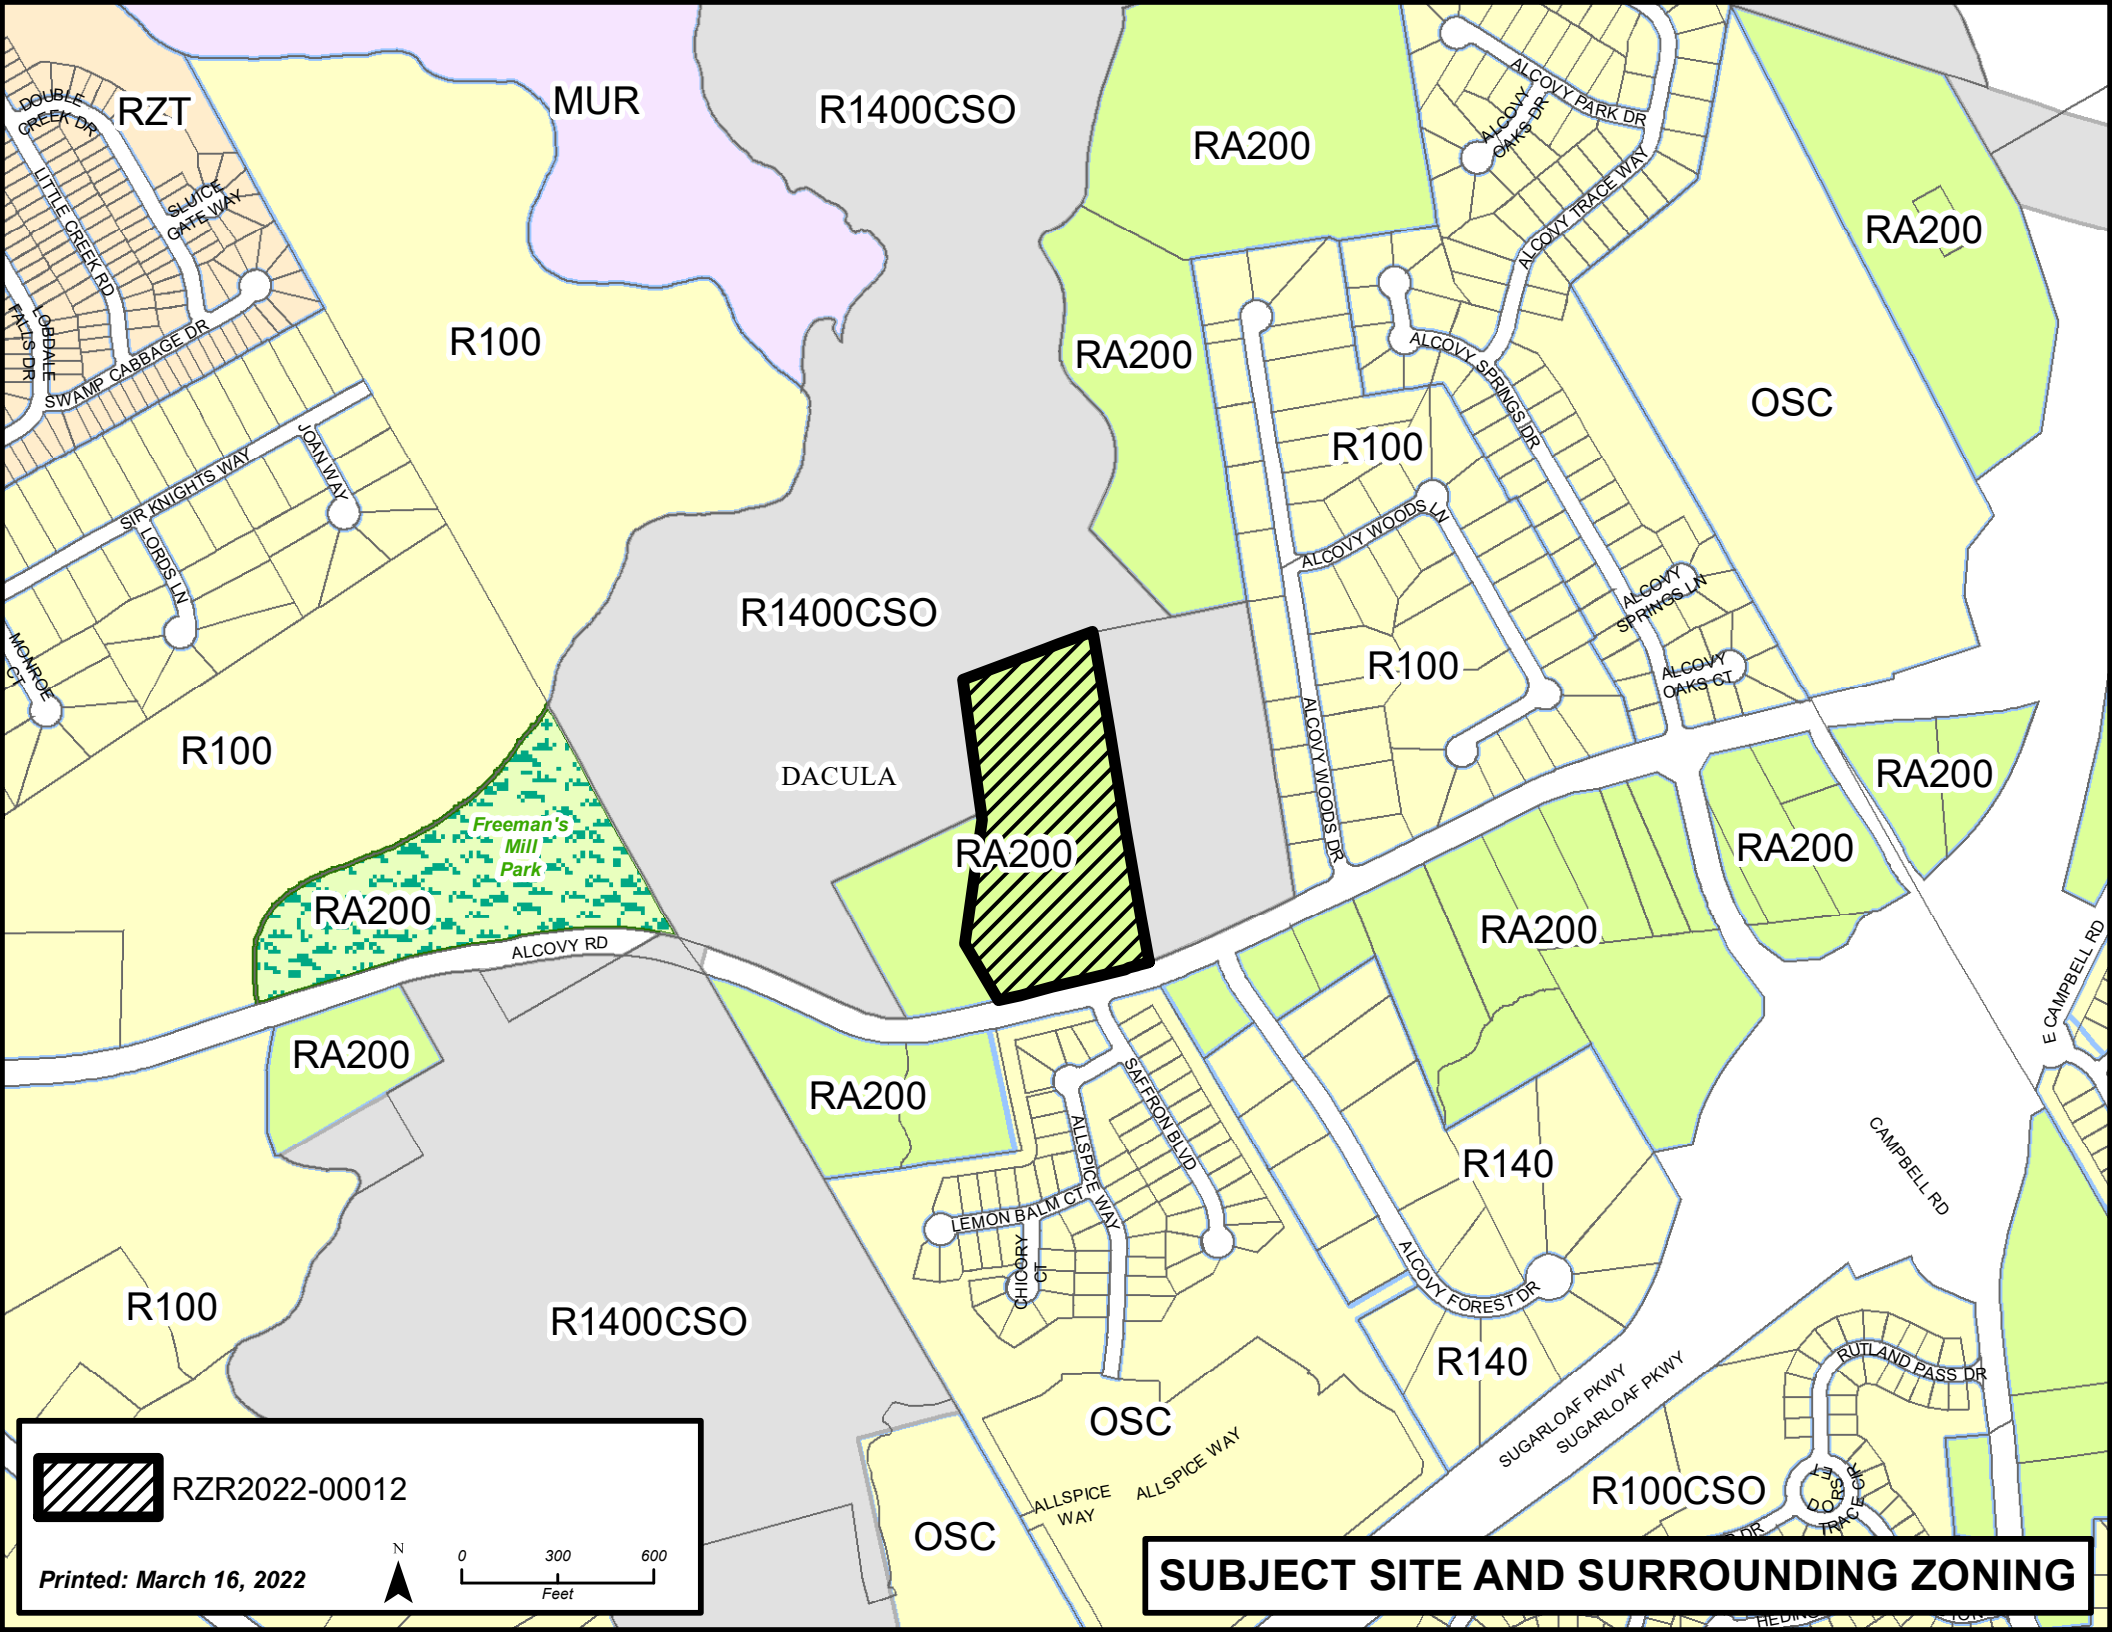 RZT
MUR
R1400CSO
RA200
ALCOVY PARK DR
ALCOVY
OAKS DR
ALCOVY TRACE WAY
RA200
DOUBLE
CREEK DR
LITTLE CREEK RD
SLUICE
GATE WAY
LOBDALE
FALLS DR
SWAMP CABBAGE DR
R100
RA200
ALCOVY SPRINGS DR
OSC
R100
SIR KNIGHTS WAY
JOAN WAY
LORDS LN
MONROE
CT
ALCOVY WOODS LN
ALCOVY
SPRINGS LN
R1400CSO
R100
ALCOVY
OAKS CT
R100
ALCOVY WOODS DR
DACULA
RA200
Freeman's
Mill
Park
RA200
RA200
RA200
RA200
ALCOVY RD
RA200
E CAMPBELL RD
RA200
RA200
SAFFRON BLVD
ALLSPICE WAY
LEMON BALM CT
CHICORY
CT
R140
CAMPBELL RD
ALCOVY FOREST DR
R100
R1400CSO
R140
SUGARLOAF PKWY
SUGARLOAF PKWY
RUTLAND PASS DR
OSC
ALLSPICE WAY
ALLSPICE
WAY
OSC
R100CSO
DORSET
TRACE CIR
DR
RZR2022-00012
Printed: March 16, 2022
N
0 300 600
Feet
SUBJECT SITE AND SURROUNDING ZONING